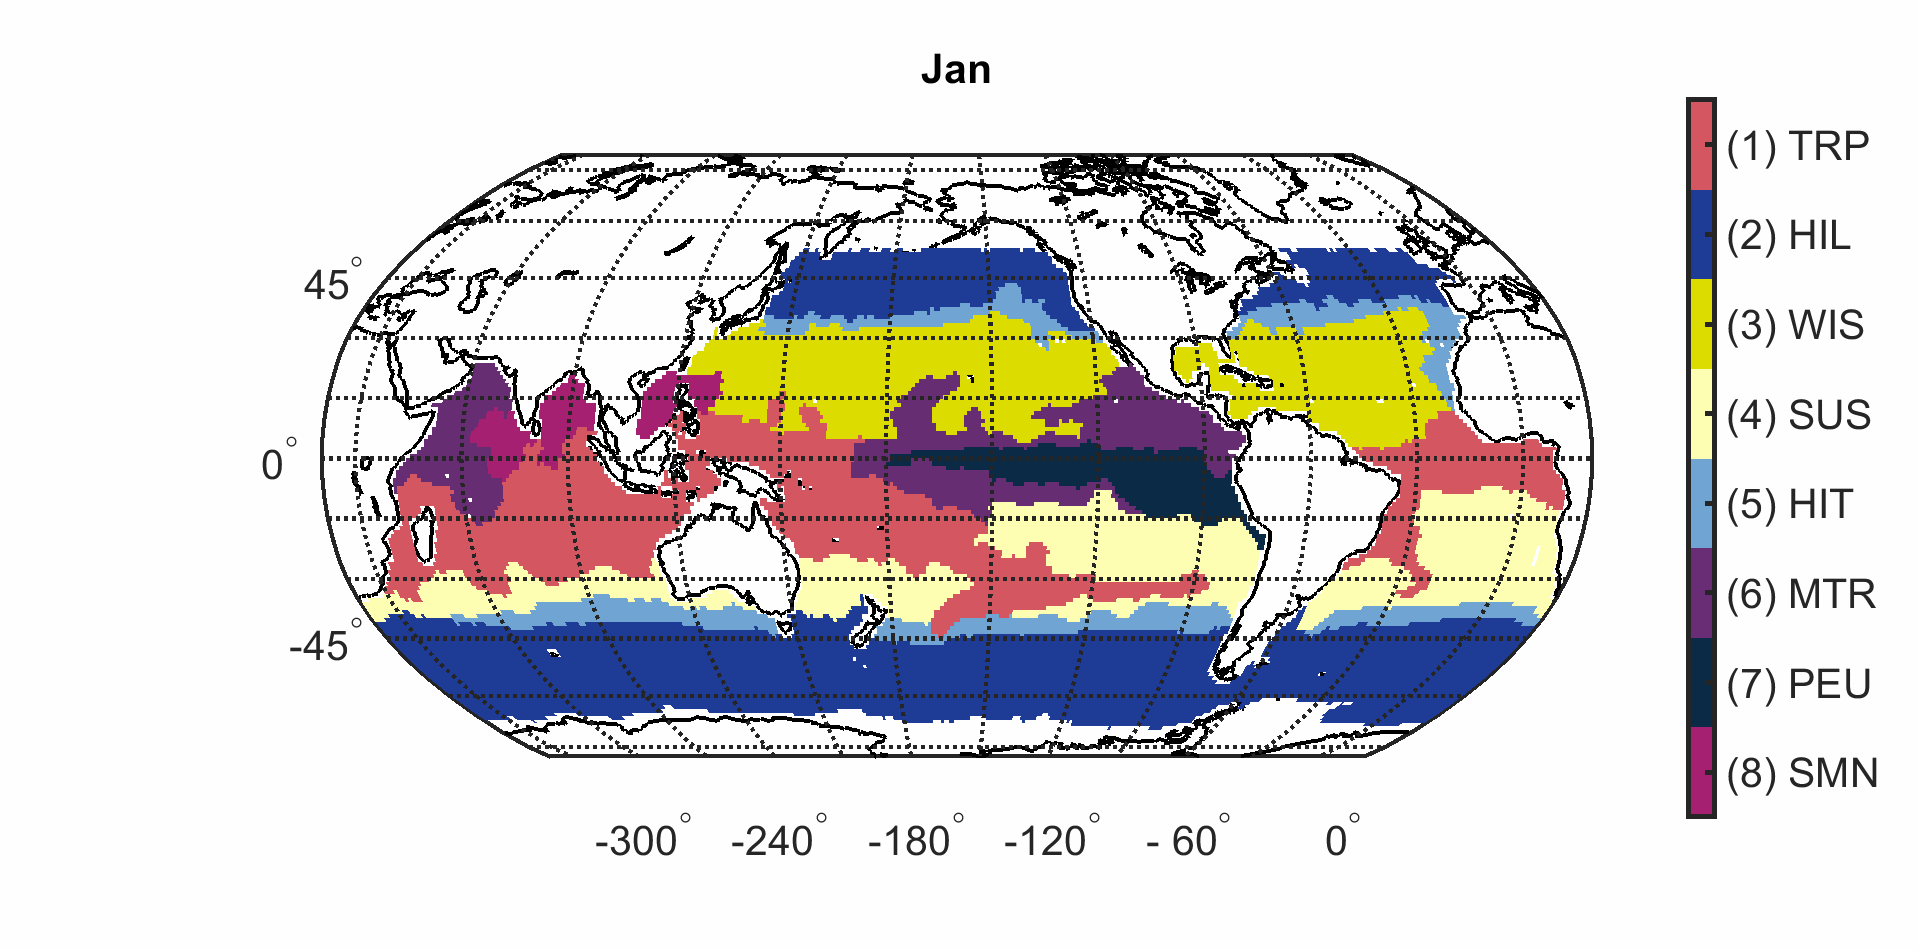 Jan
45°
0°
-45°
-300° -240° -180° -120° - 60° 0°
(1) TRP
(2) HIL
(3) WIS
(4) SUS
(5) HIT
(6) MTR
(7) PEU
(8) SMN